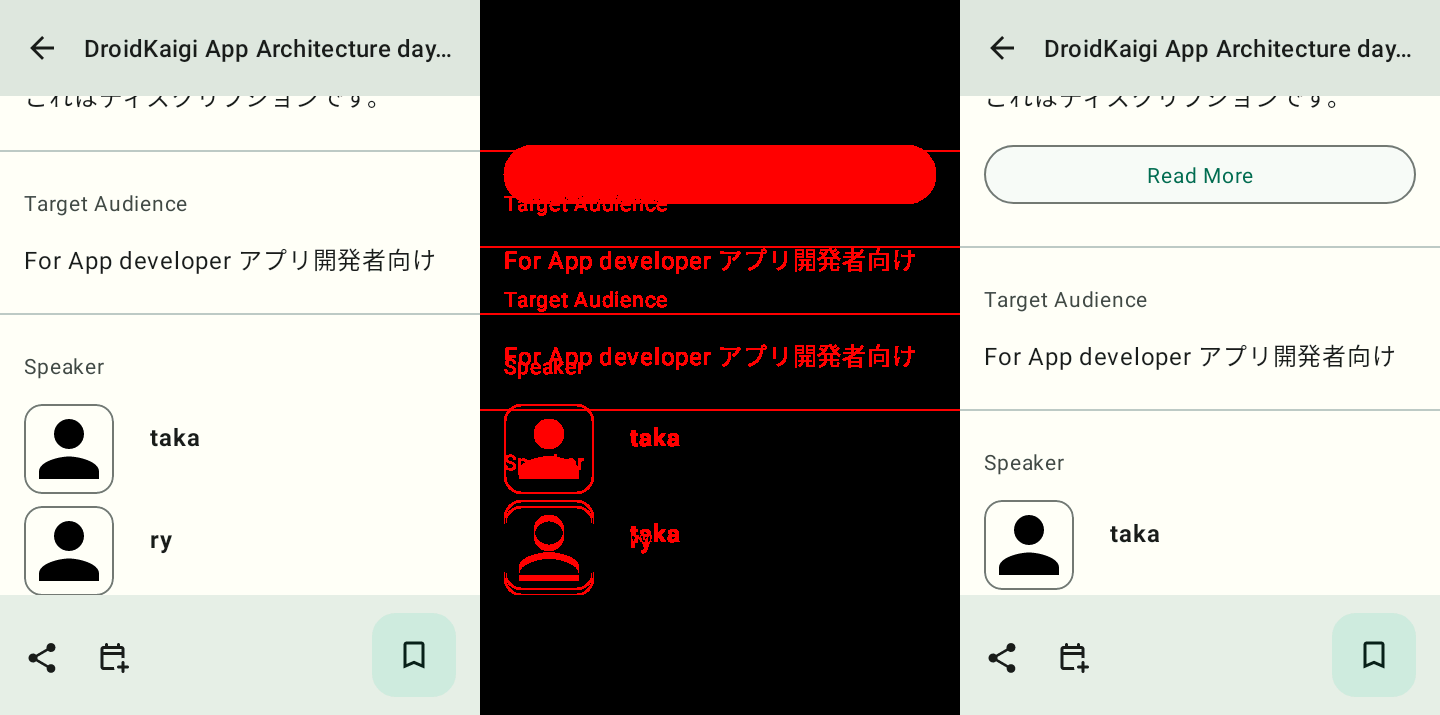 DroidKaigi App Architecture day…
これはディスクリプションです。
Target Audience
For App developer アプリ開発者向け
Speaker
taka
ry
Target Audience
For App developer アプリ開発者向け
Target Audience
For App developer アプリ開発者向け
Speaker
taka
Speaker
taka
ry
DroidKaigi App Architecture day…
これはディスクリプションです。
Read More
Target Audience
For App developer アプリ開発者向け
Speaker
taka